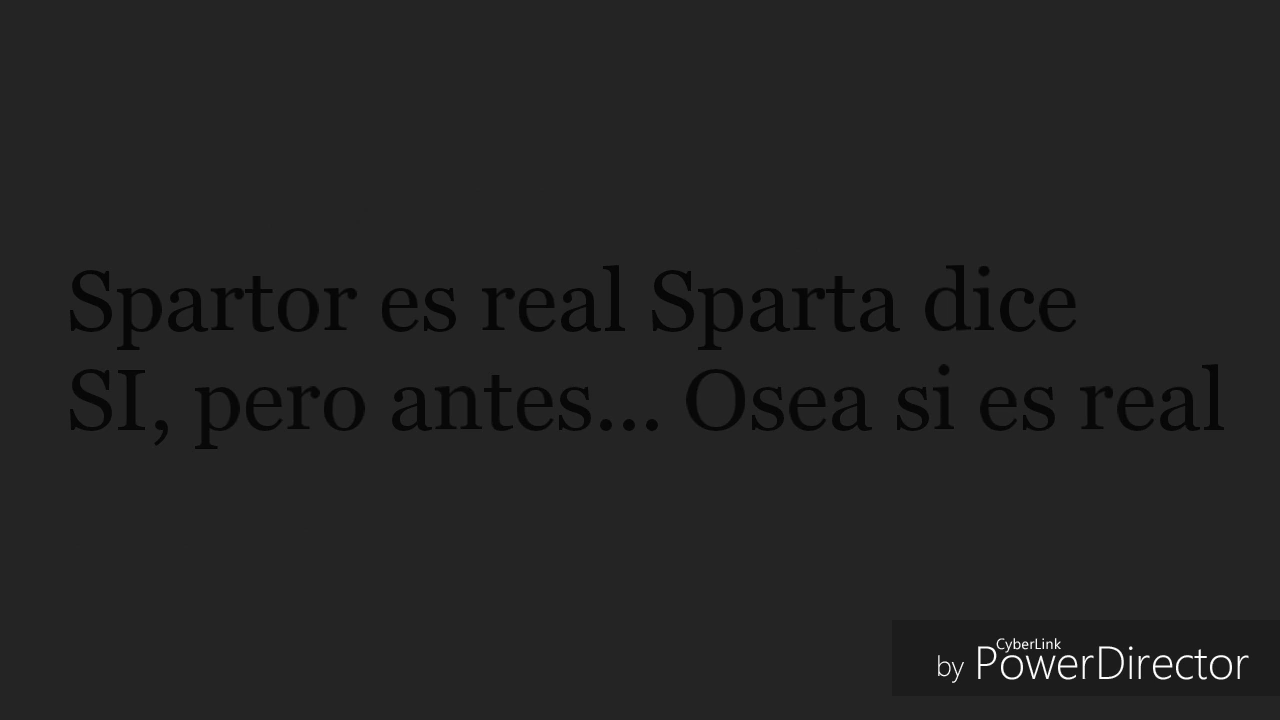 Spartor es real Sparta dice
SI, pero antes... Osea si es real
by CyberLink PowerDirector